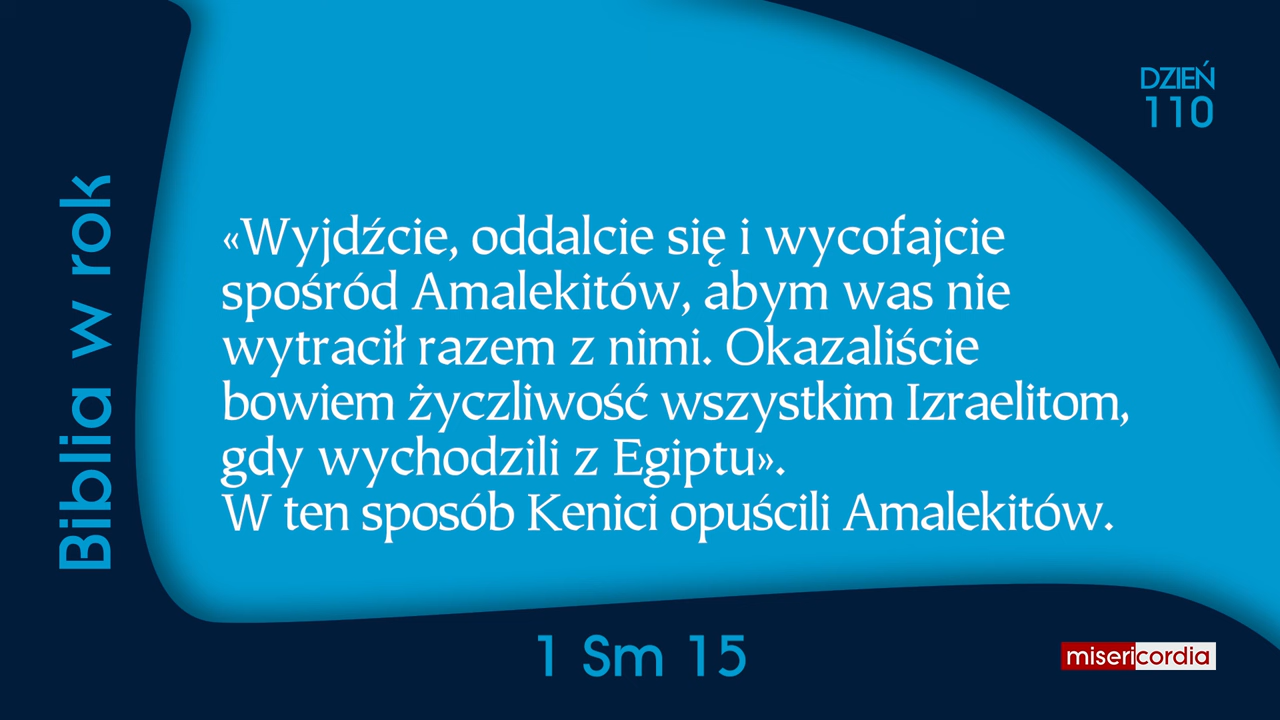 DZIEŃ
110
Biblia w rok
«Wyjdźcie, oddalcie się i wycofajcie
spośród Amalekitów, abym was nie
wytracił razem z nimi. Okazaliście
bowiem życzliwość wszystkim Izraelitom,
gdy wychodzili z Egiptu».
W ten sposób Kenici opuścili Amalekitów.
1 Sm 15
misericordia